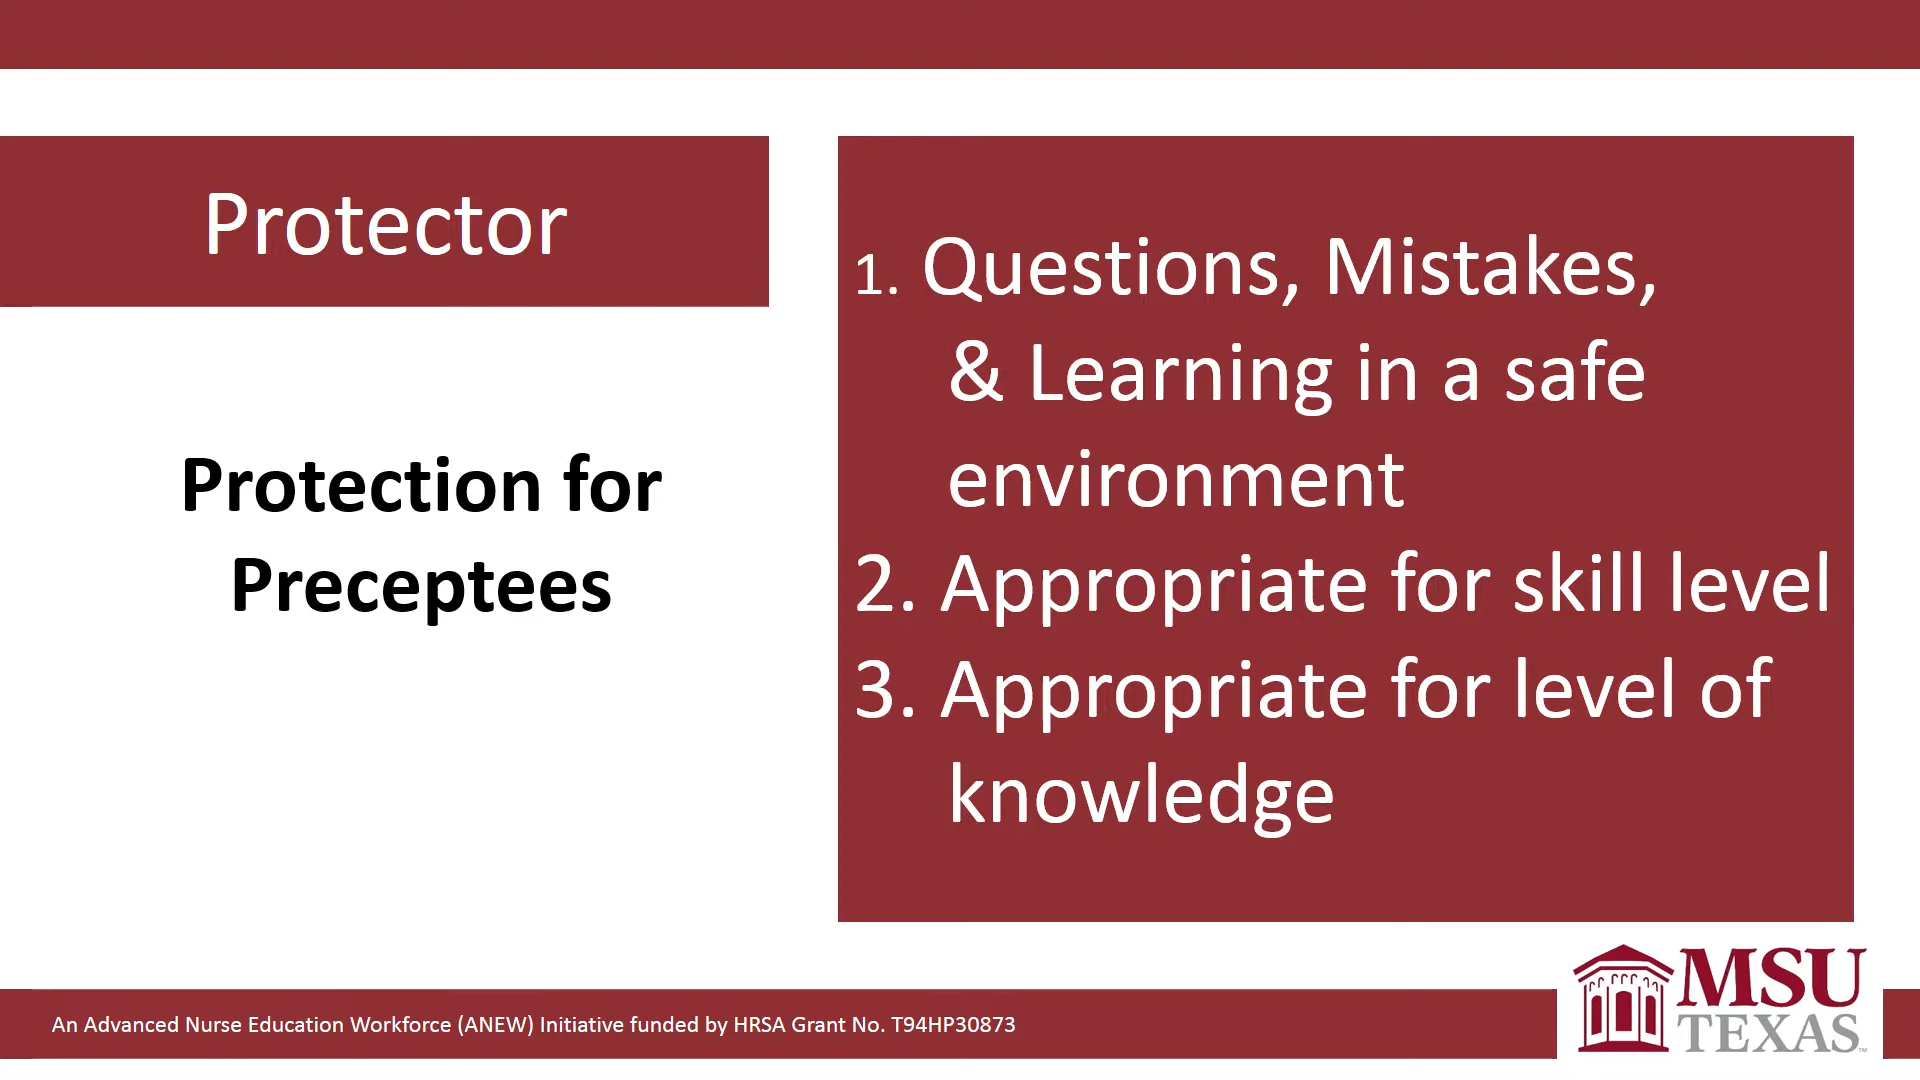 Protector
Protection for
Preceptees
1. Questions, Mistakes,
& Learning in a safe
environment
2. Appropriate for skill level
3. Appropriate for level of
knowledge
An Advanced Nurse Education Workforce (ANEW) Initiative funded by HRSA Grant No. T94HP30873
MSU
TEXAS™